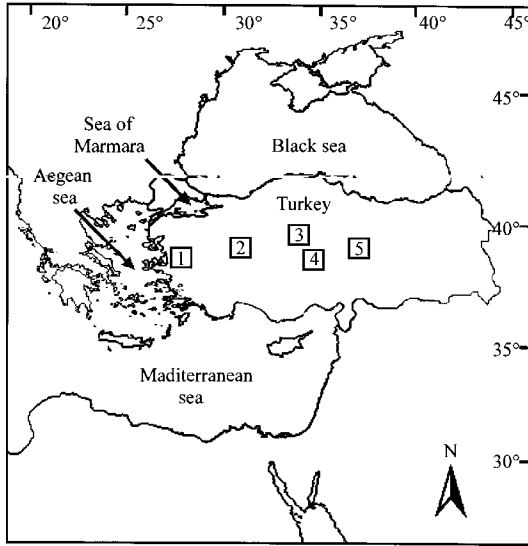 20° 25° 30° 35° 40° 45°
45°
Sea of
Marmara
Black sea
Aegean
sea
Turkey
40°
1
2
3
4
5
35°
Maditerranean
sea
30°
N